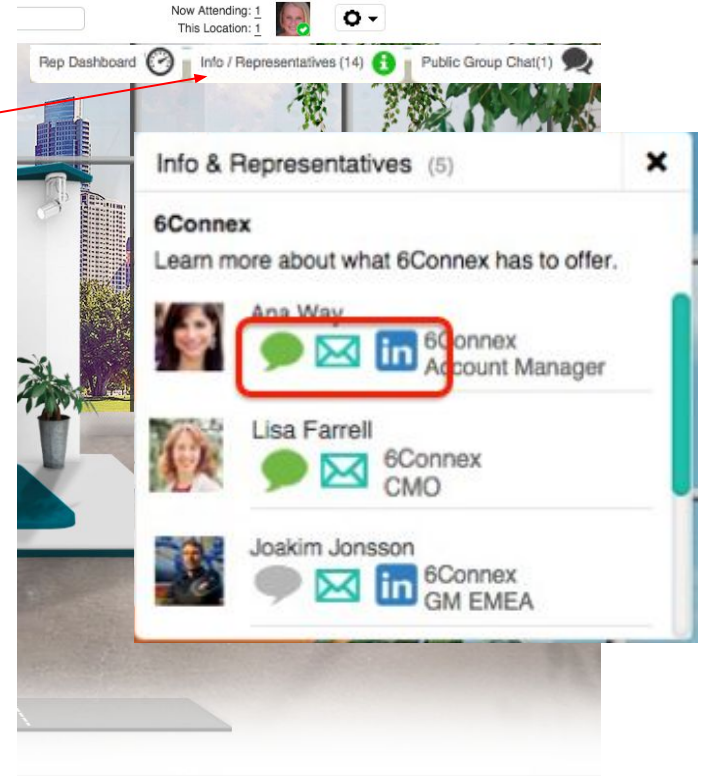 Now Attending: 1
This Location: 1
Rep Dashboard
Info / Representatives (14)
Public Group Chat(1)
Info & Representatives (5)
6Connex
Learn more about what 6Connex has to offer.
Ana Way
in
6Connex
Account Manager
Lisa Farrell
6Connex
CMO
Joakim Jonsson
in
6Connex
GM EMEA